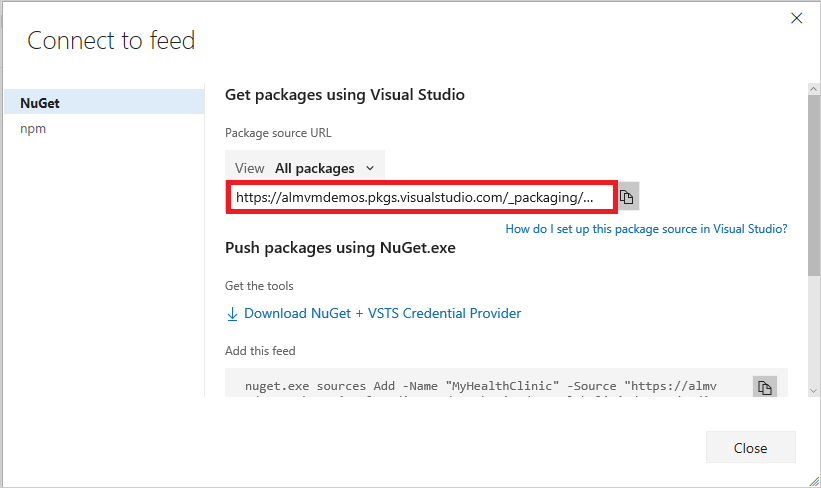 Connect to feed
NuGet
npm
Get packages using Visual Studio
Package source URL
View All packages
https://almvmdemos.pkgs.visualstudio.com/_packaging/...
How do I set up this package source in Visual Studio?
Push packages using NuGet.exe
Get the tools
Download NuGet + VSTS Credential Provider
Add this feed
nuget.exe sources Add -Name "MyHealthClinic" -Source "https://almv
Close